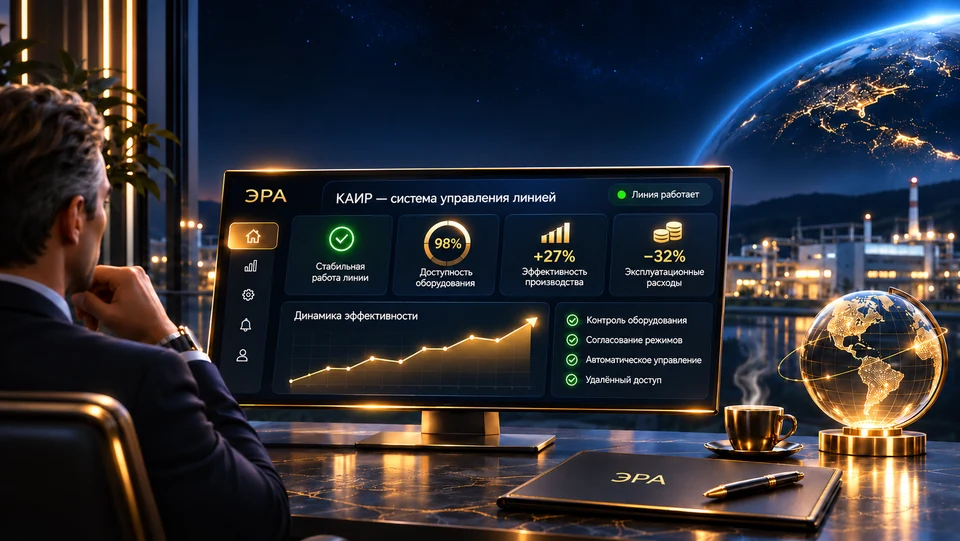 ЭРА
КАИР — система управления линией
Линия работает
Стабильная
работа линии
98%
Доступность
оборудования
+27%
Эффективность
производства
−32%
Эксплуатационные
расходы
Динамика эффективности
Контроль оборудования
Согласование режимов
Автоматическое управление
Удалённый доступ
ЭРА